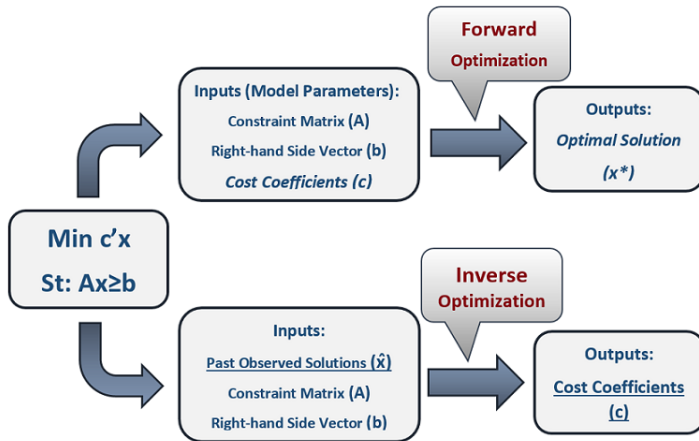 Forward
Optimization
Inputs (Model Parameters):
Constraint Matrix (A)
Right-hand Side Vector (b)
Cost Coefficients (c)
Outputs:
Optimal Solution
(x*)
Min c’x
St: Ax≥b
Inverse
Optimization
Inputs:
Past Observed Solutions (x̂)
Constraint Matrix (A)
Right-hand Side Vector (b)
Outputs:
Cost Coefficients
(c)